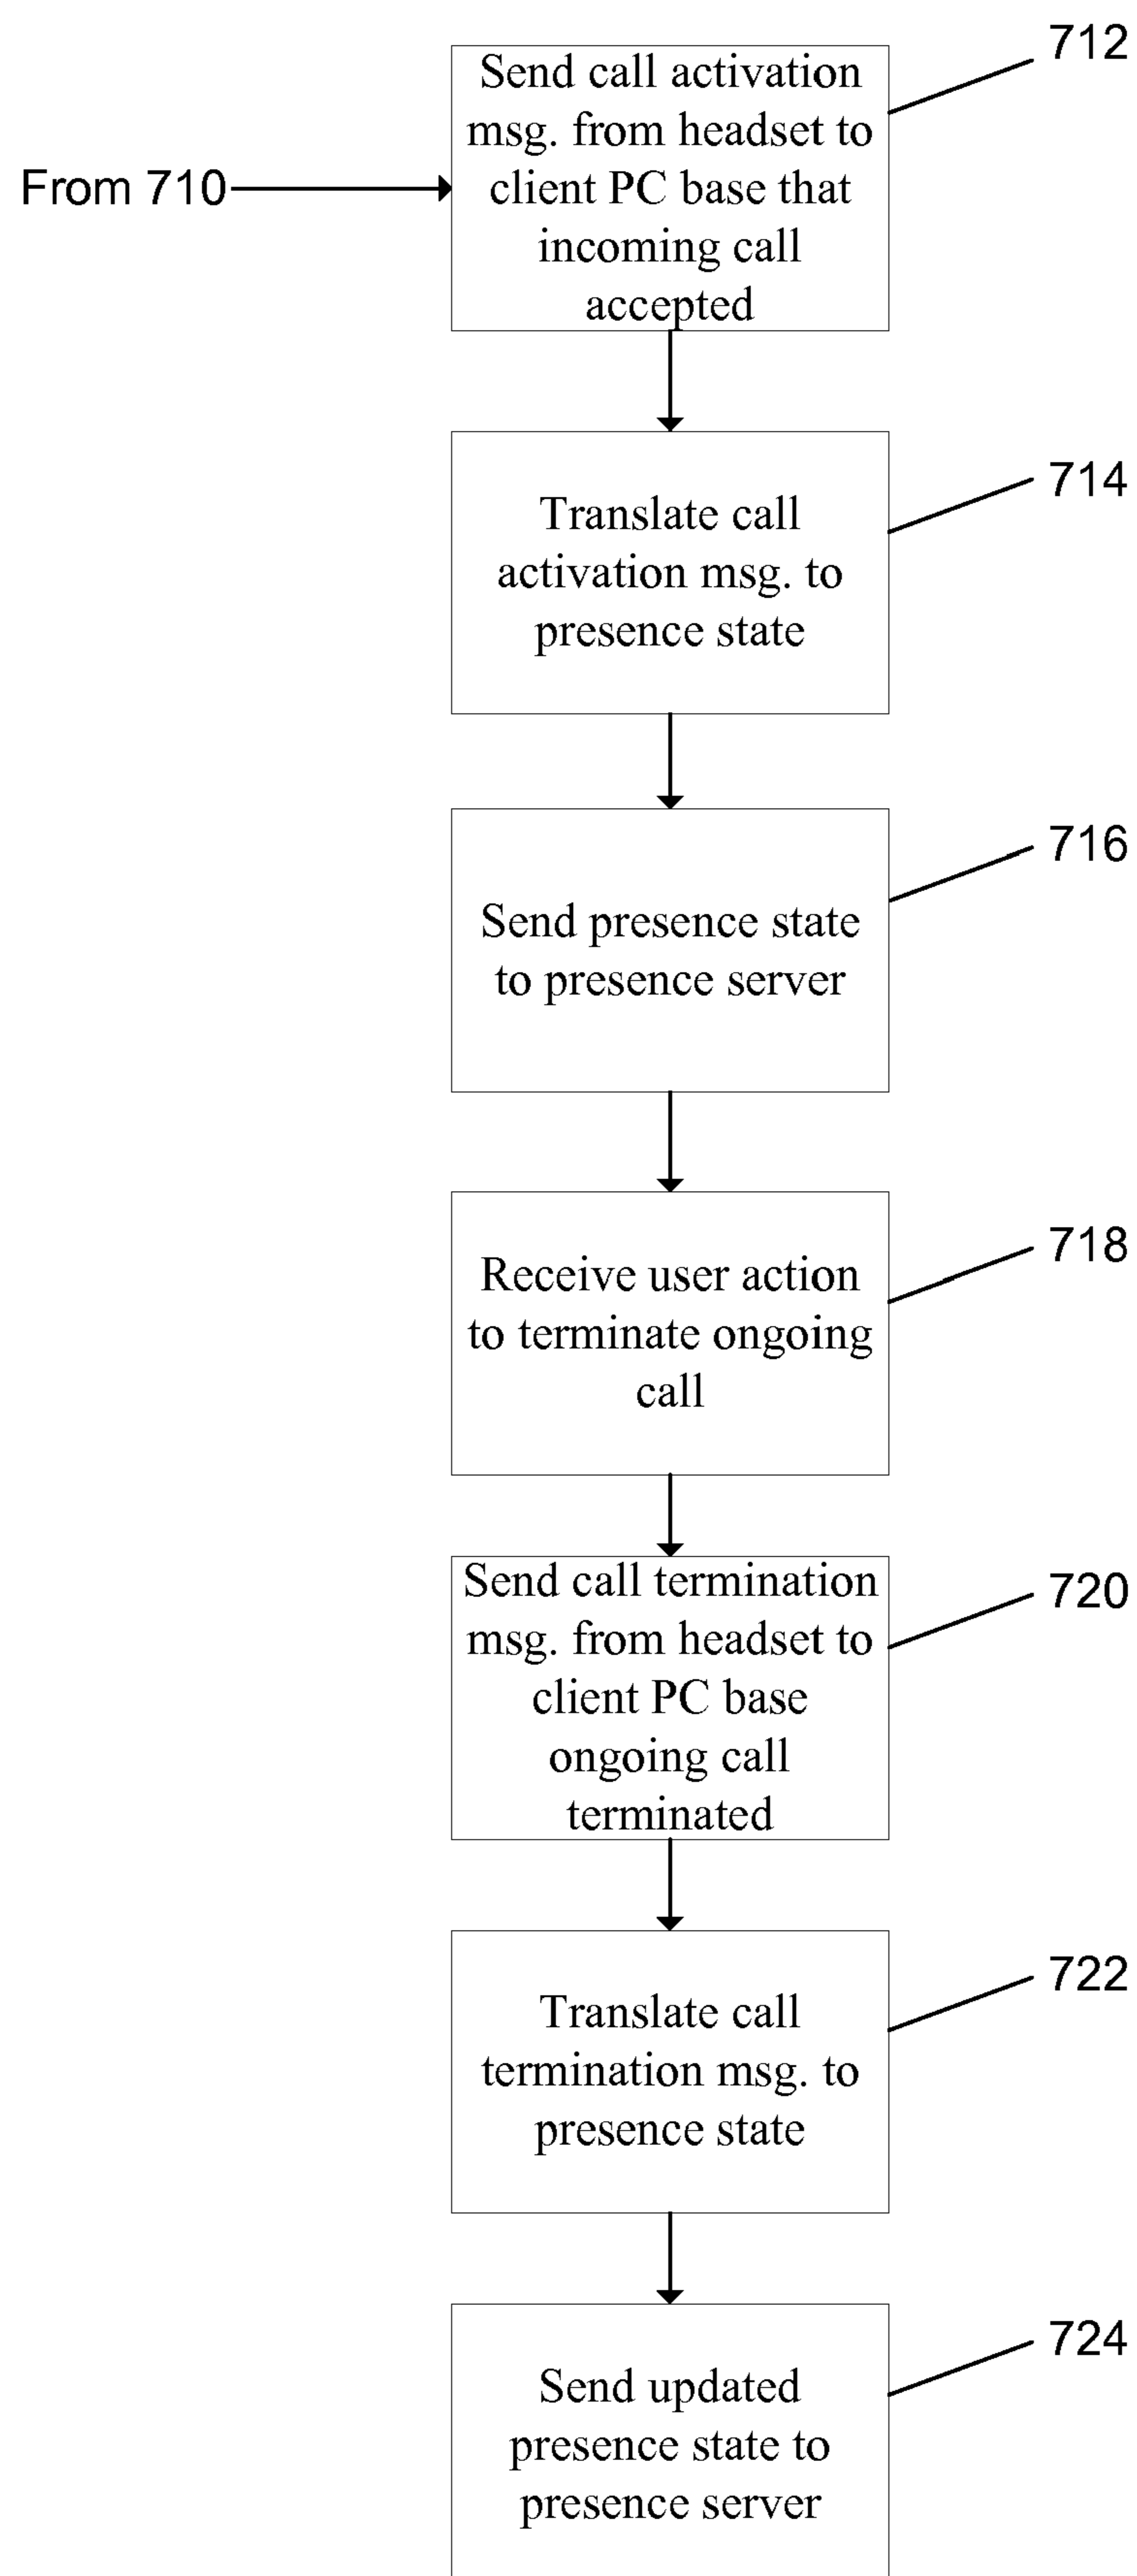 712
Send call activation
msg. from headset to
client PC base that
incoming call
accepted
From 710
714
Translate call
activation msg. to
presence state
716
Send presence state
to presence server
718
Receive user action
to terminate ongoing
call
720
Send call termination
msg. from headset to
client PC base
ongoing call
terminated
722
Translate call
termination msg. to
presence state
724
Send updated
presence state to
presence server